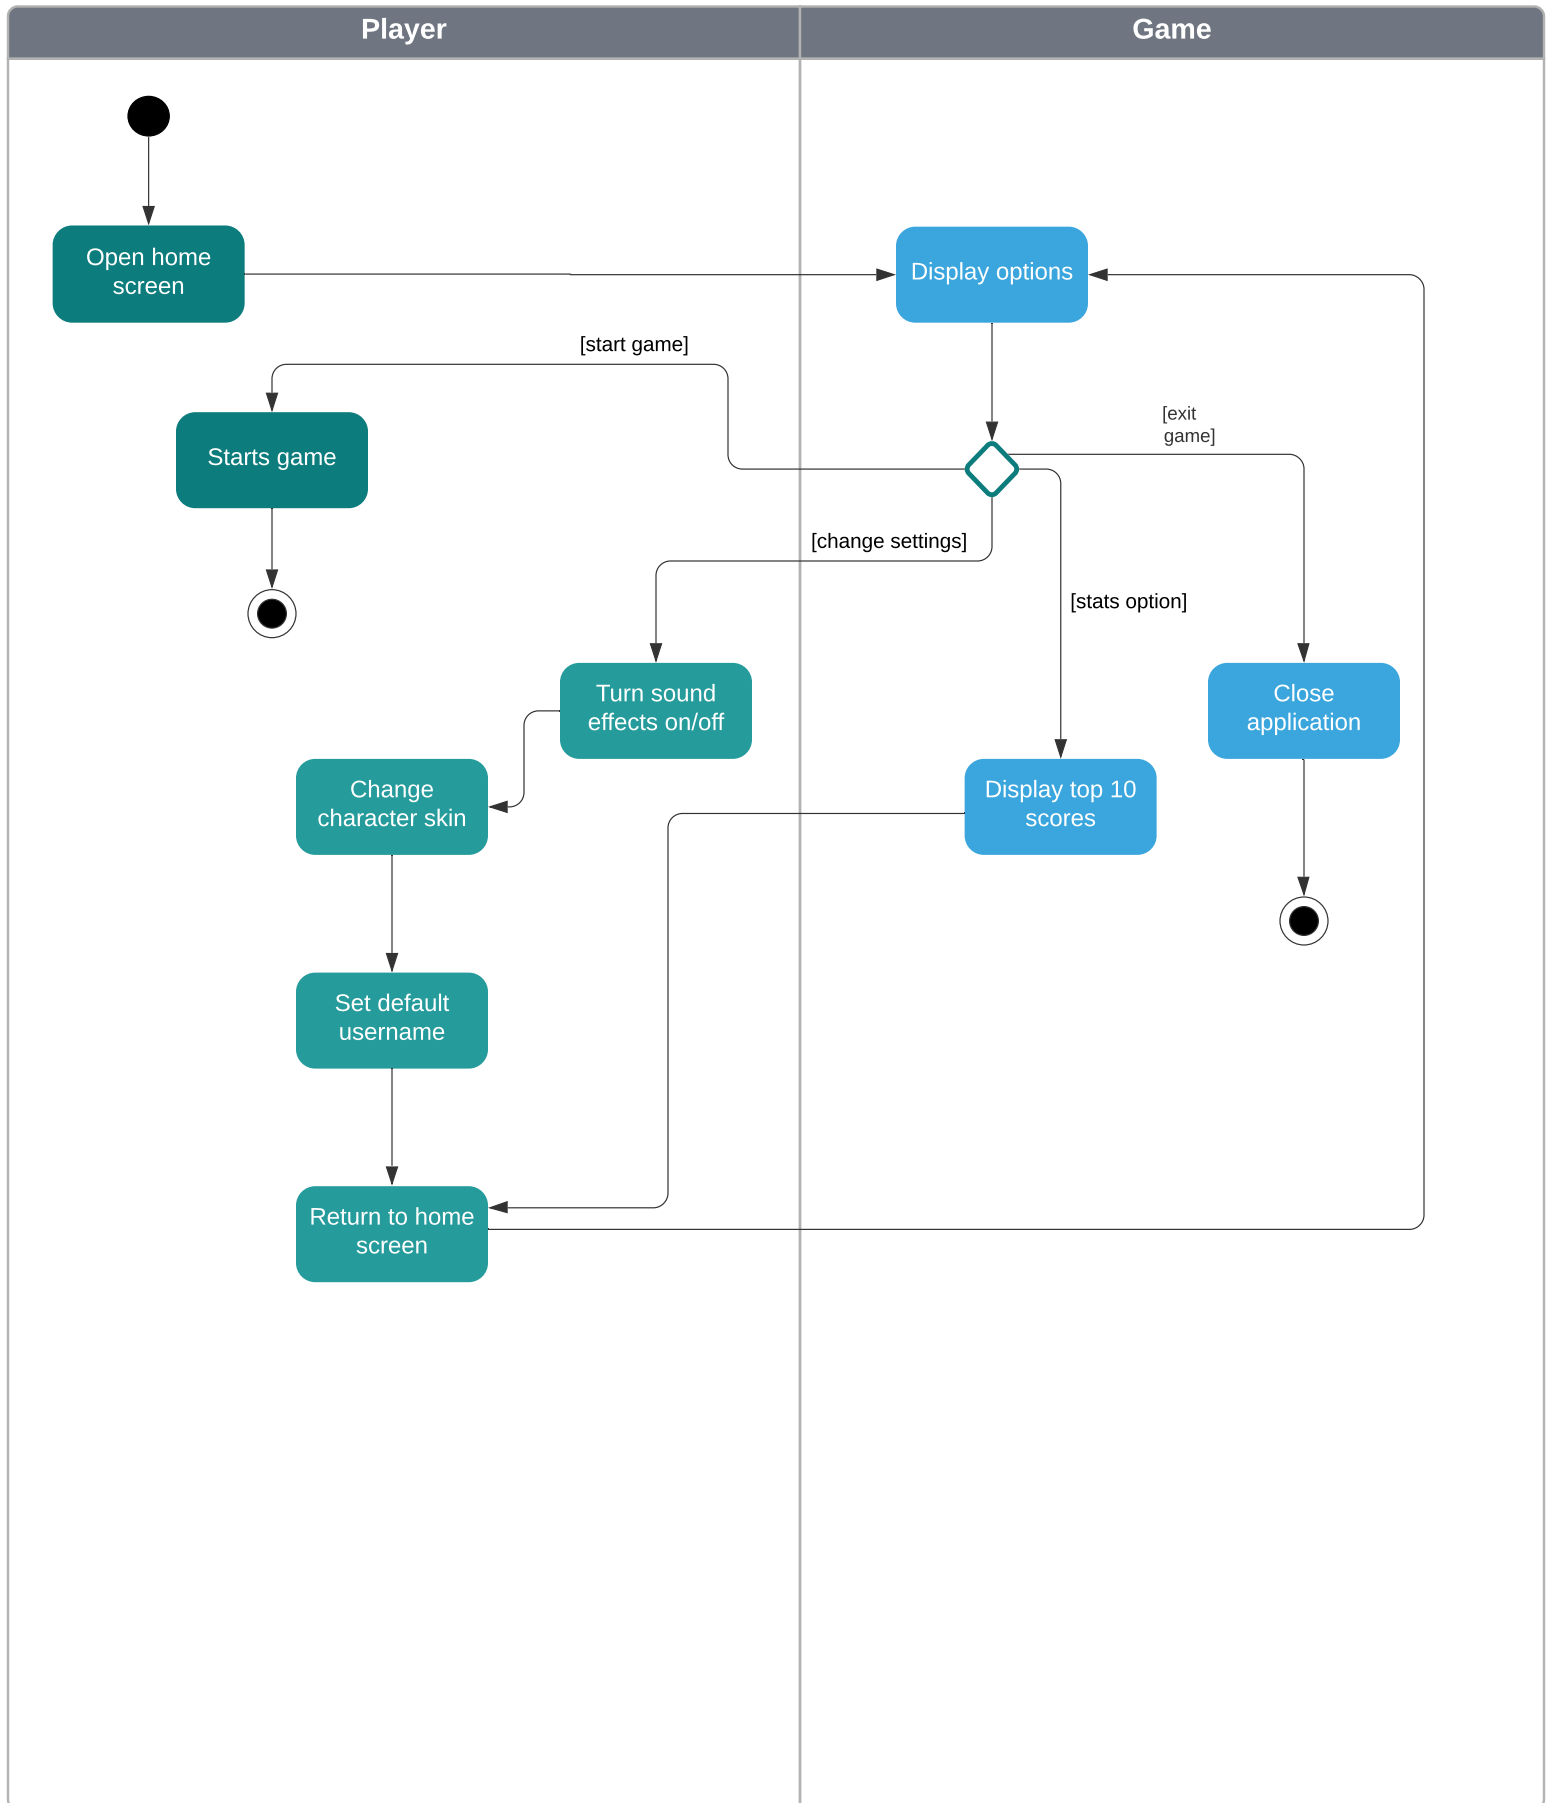 Player
Game
Open home
screen
Display options
[start game]
[exit
game]
Starts game
[change settings]
[stats option]
Turn sound
effects on/off
Close
application
Change
character skin
Display top 10
scores
Set default
username
Return to home
screen